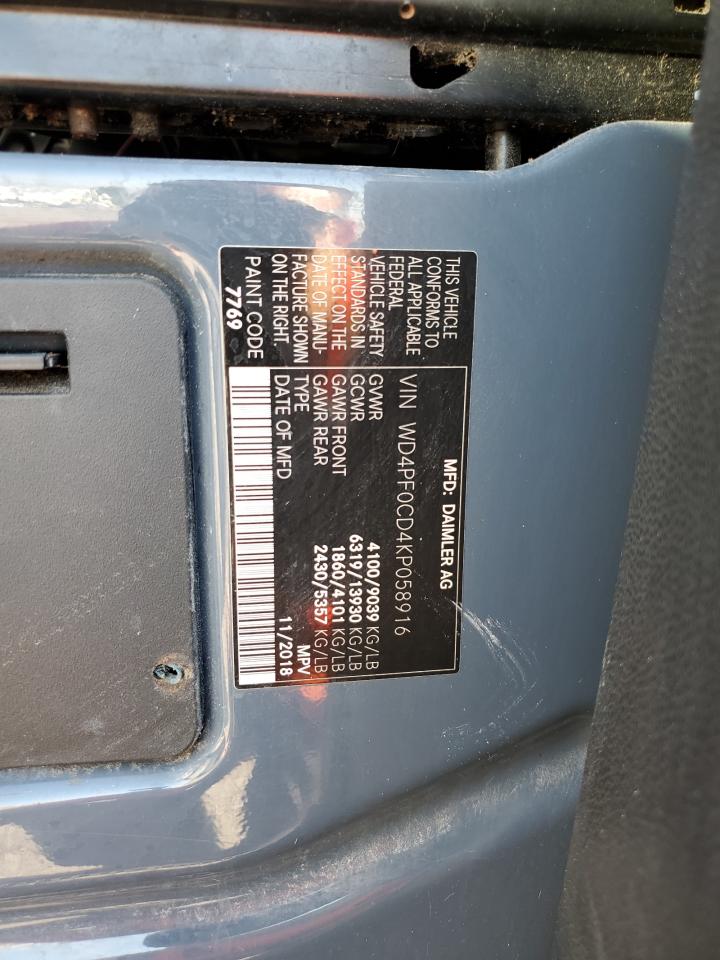 MFD: DAIMLER AG
VIN WD4PF0CD4KP058916
GVWR 4100/9039 KG/LB
GCWR 6319/13930 KG/LB
GAWR FRONT 1860/4101 KG/LB
GAWR REAR 2430/5357 KG/LB
TYPE MPV
DATE OF MFD 11/2018
THIS VEHICLE
CONFORMS TO
ALL APPLICABLE
FEDERAL
VEHICLE SAFETY
STANDARDS IN
EFFECT ON THE
DATE OF MANU-
FACTURE SHOWN
ON THE RIGHT.
PAINT CODE
7769